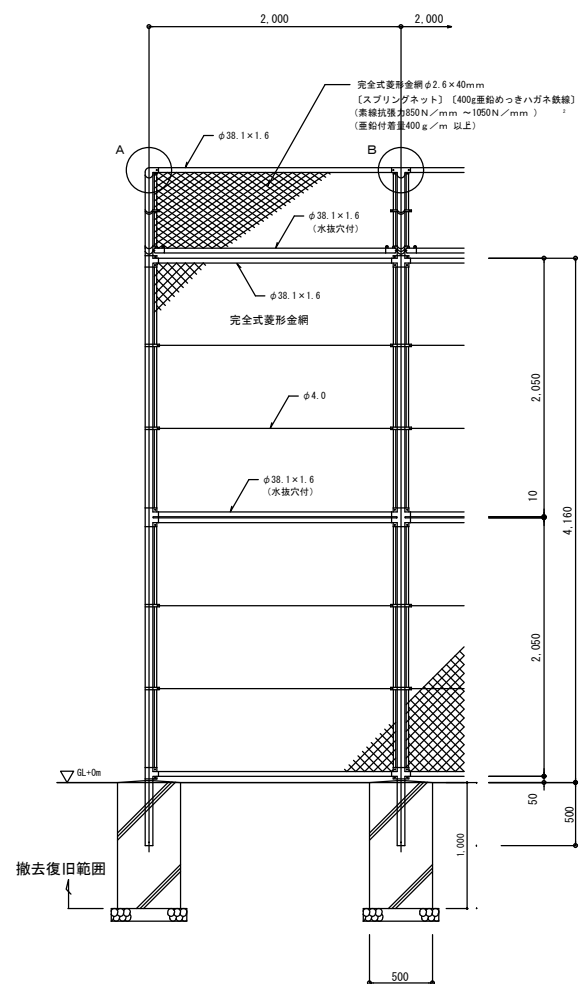 2,000
2,000
完全式菱形金網φ2.6×40mm
〔スプリングネット〕〔400g亜鉛めっきハガネ鉄線〕
(素線抗張力850N／mm ～1050N／mm ) ²
(亜鉛付着量400ｇ／ｍ 以上)
φ38.1×1.6
A
B
φ38.1×1.6
(水抜穴付)
φ38.1×1.6
完全式菱形金網
2,050
φ4.0
φ38.1×1.6
(水抜穴付)
10
4,160
2,050
GL+0m
50
500
1,000
撤去復旧範囲
500